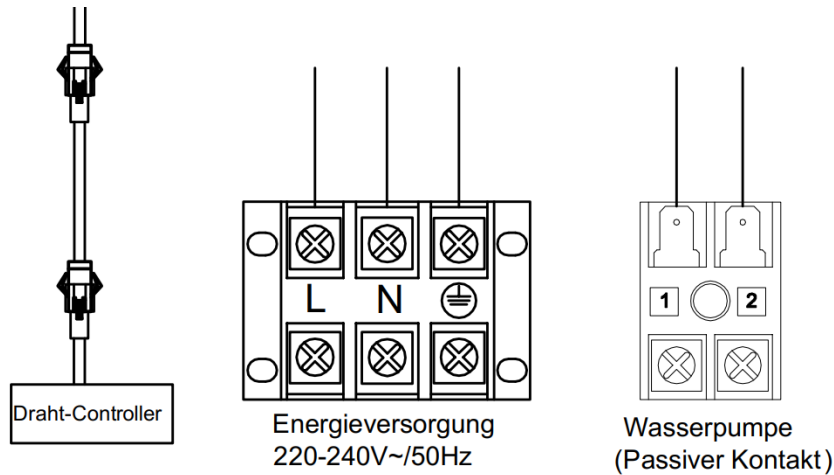 L N
1 2
Draht-Controller
Energieversorgung
220-240V~/50Hz
Wasserpumpe
(Passiver Kontakt)